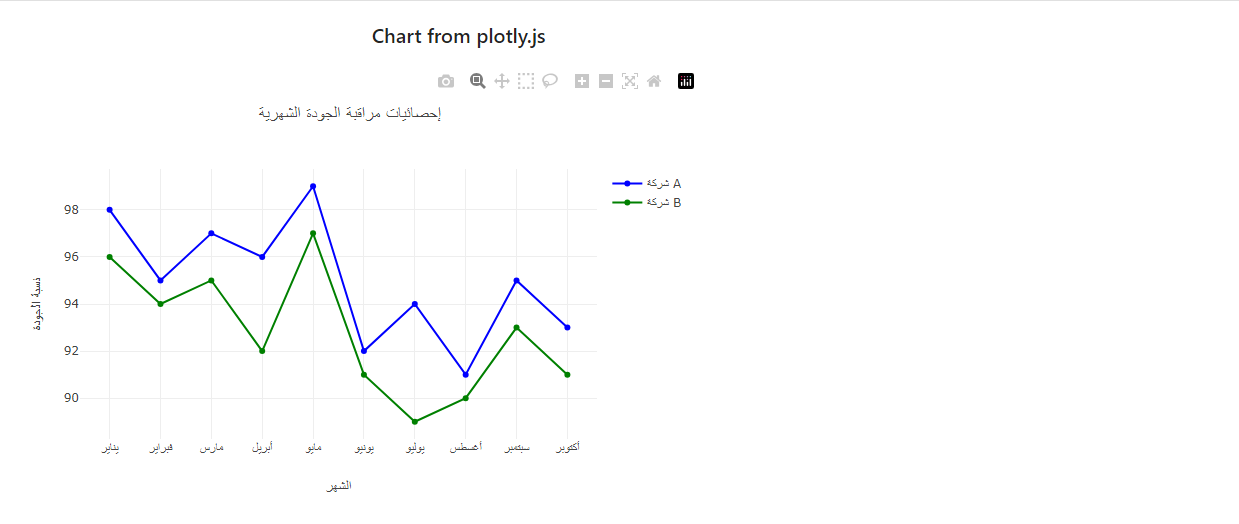 Chart from plotly.js
إحصائيات مراقبة الجودة الشهرية
شركة A
شركة B
98
96
94
92
90
نسبة الجودة
يناير
فبراير
مارس
أبريل
مايو
يونيو
يوليو
أغسطس
سبتمبر
أكتوبر
الشهر